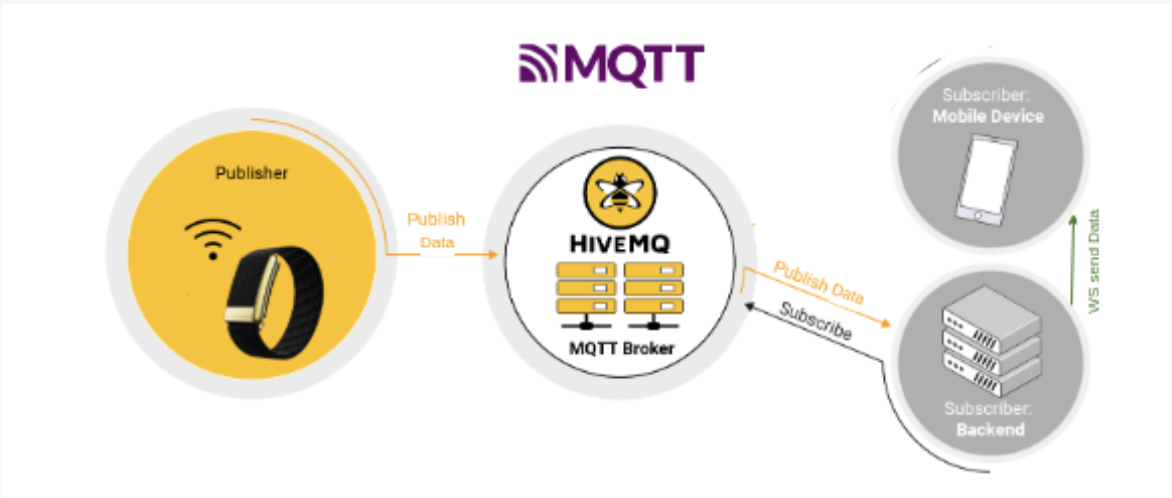 MQTT
Publisher
Publish
Data
HIVEMQ
MQTT Broker
Publish Data
Subscribe
Subscriber:
Mobile Device
WS send Data
Subscriber:
Backend